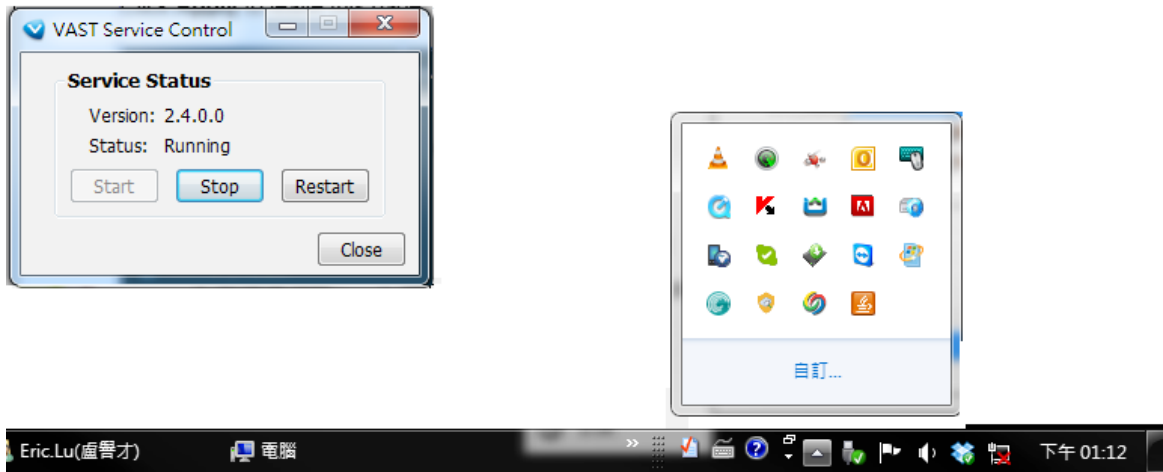 VAST Service Control
Service Status
Version: 2.4.0.0
Status: Running
Start Stop Restart
Close
自訂...
Eric.Lu(盧譽才)
電腦
下午 01:12